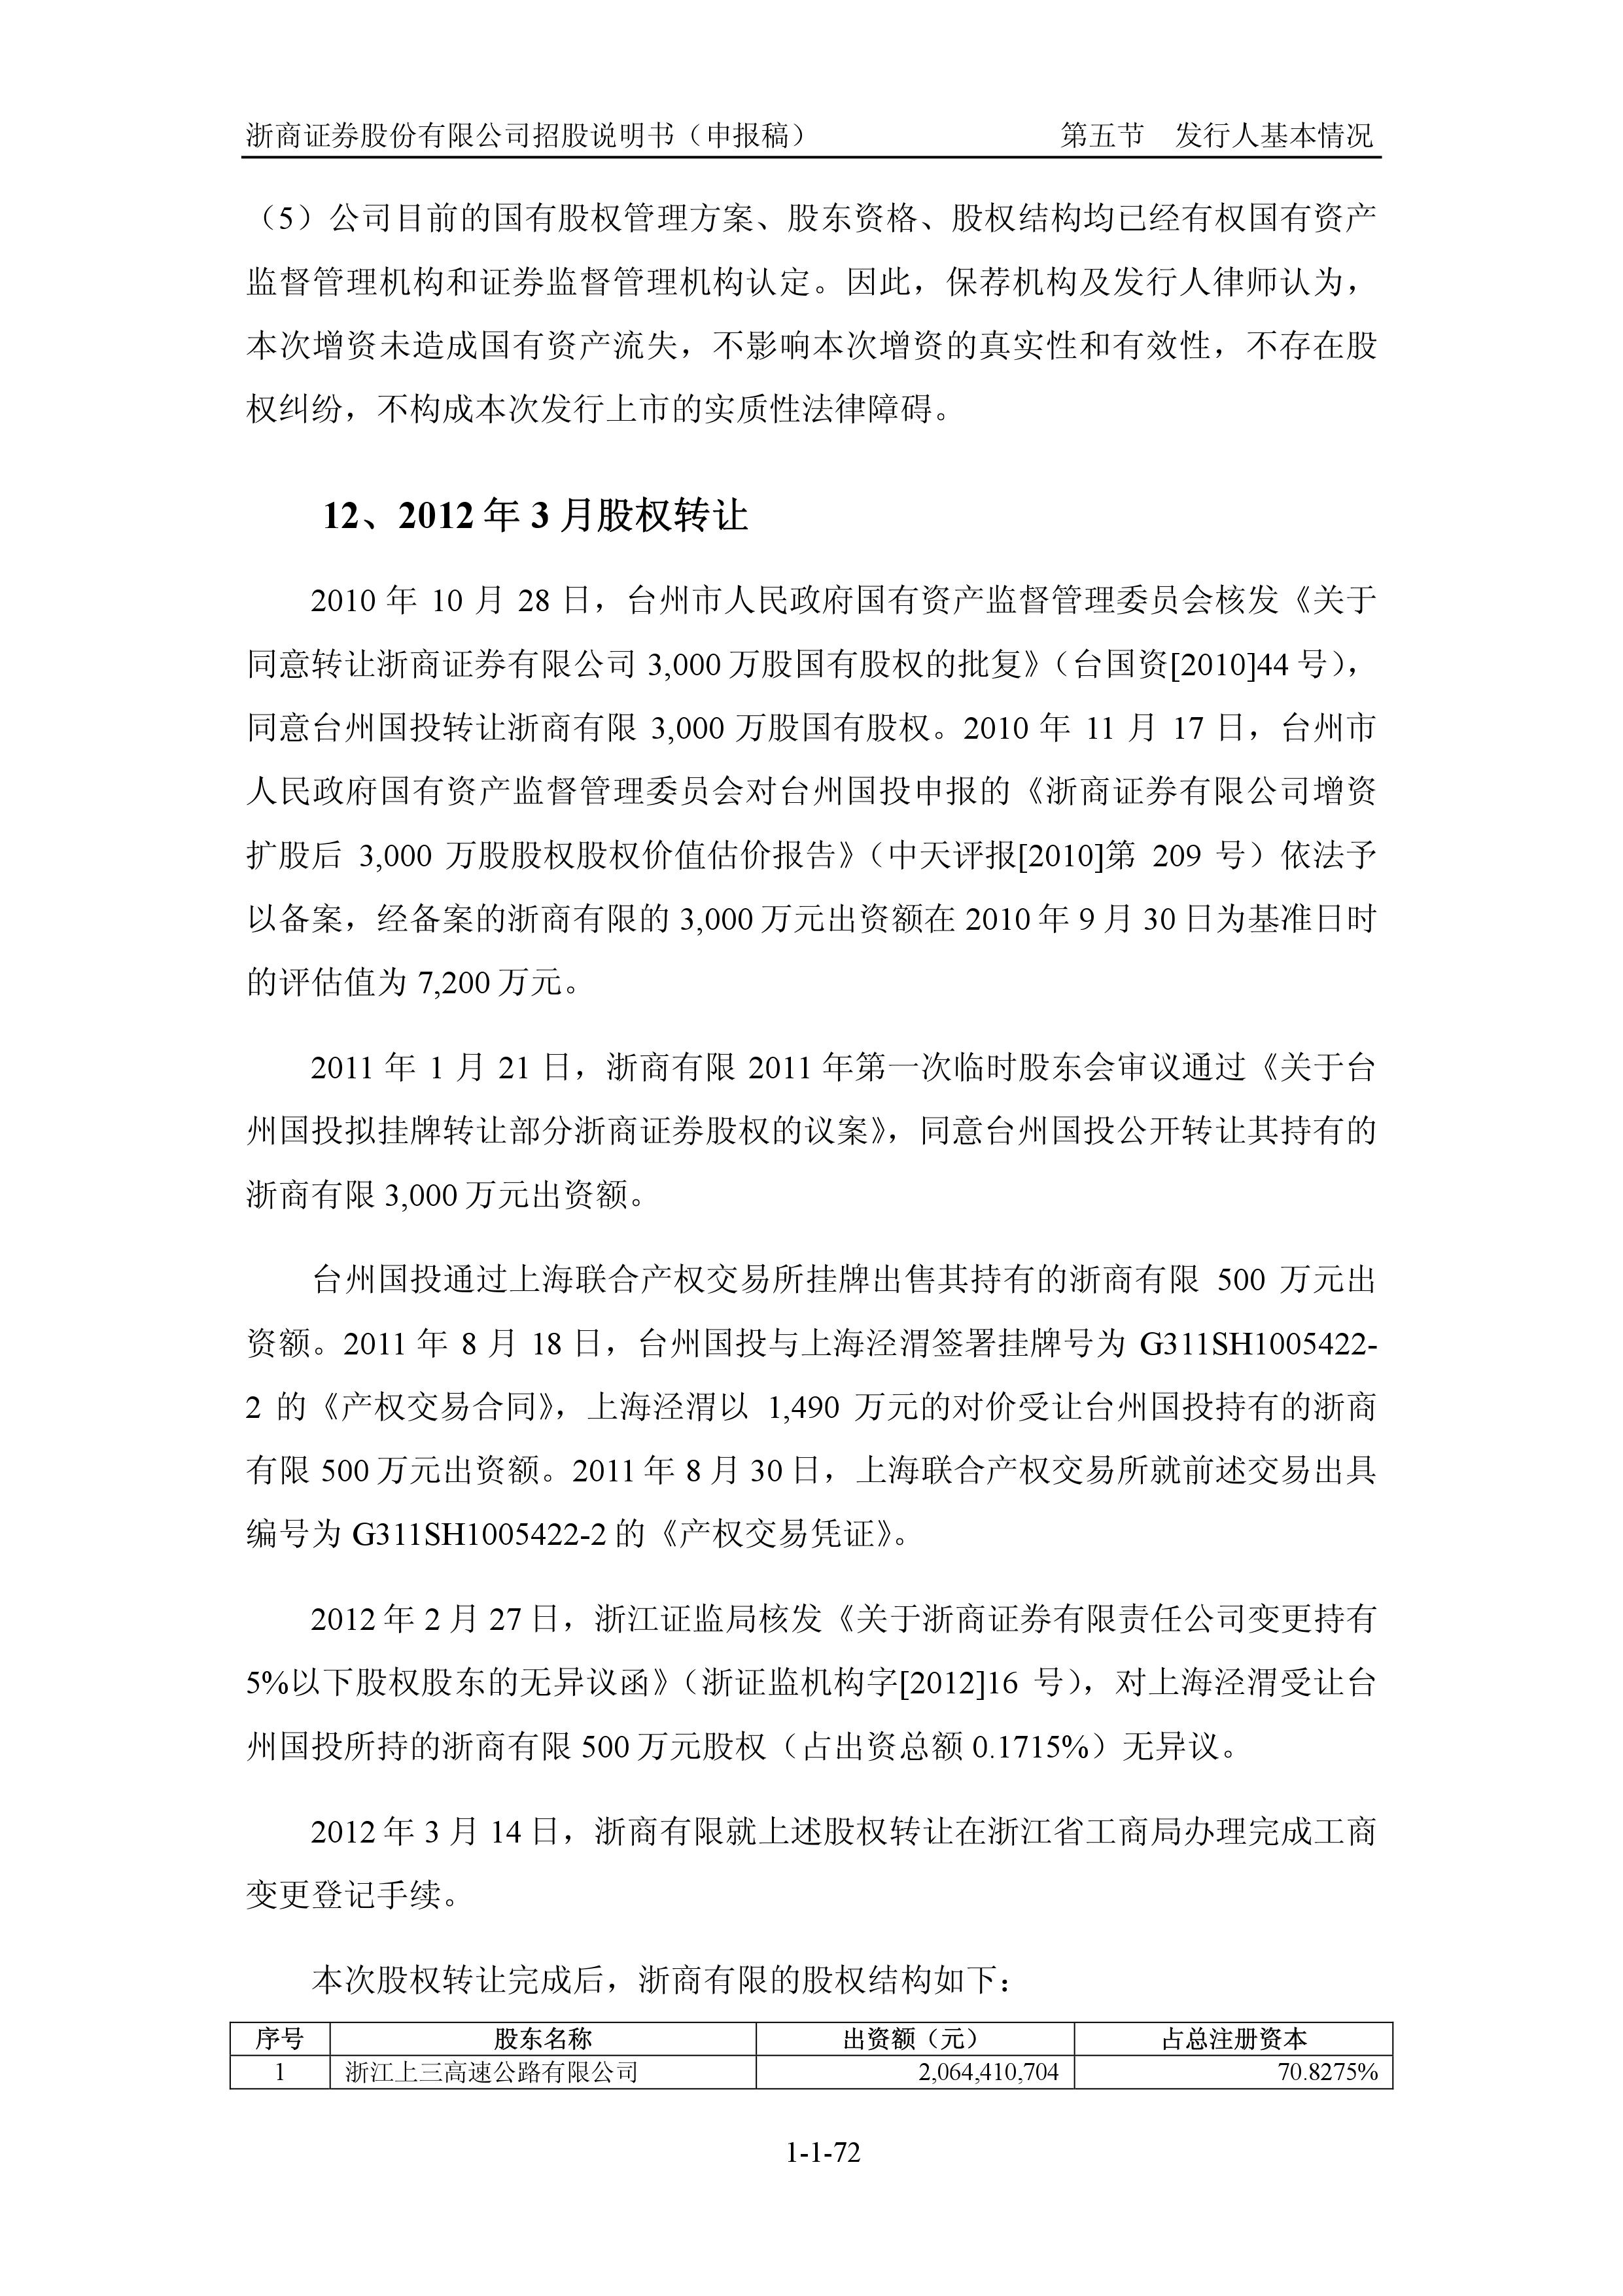 浙商证券股份有限公司招股说明书（申报稿） 第五节 发行人基本情况
（5）公司目前的国有股权管理方案、股东资格、股权结构均已经有权国有资产
监督管理机构和证券监督管理机构认定。因此，保荐机构及发行人律师认为，
本次增资未造成国有资产流失，不影响本次增资的真实性和有效性，不存在股
权纠纷，不构成本次发行上市的实质性法律障碍。
12、2012 年 3 月股权转让
2010 年 10 月 28 日，台州市人民政府国有资产监督管理委员会核发《关于
同意转让浙商证券有限公司 3,000 万股国有股权的批复》（台国资[2010]44 号），
同意台州国投转让浙商有限 3,000 万股国有股权。2010 年 11 月 17 日，台州市
人民政府国有资产监督管理委员会对台州国投申报的《浙商证券有限公司增资
扩股后 3,000 万股股权股权价值估价报告》（中天评报[2010]第 209 号）依法予
以备案，经备案的浙商有限的 3,000 万元出资额在 2010 年 9 月 30 日为基准日时
的评估值为 7,200 万元。
2011 年 1 月 21 日，浙商有限 2011 年第一次临时股东会审议通过《关于台
州国投拟挂牌转让部分浙商证券股权的议案》，同意台州国投公开转让其持有的
浙商有限 3,000 万元出资额。
台州国投通过上海联合产权交易所挂牌出售其持有的浙商有限 500 万元出
资额。2011 年 8 月 18 日，台州国投与上海泾渭签署挂牌号为 G311SH1005422-
2 的《产权交易合同》，上海泾渭以 1,490 万元的对价受让台州国投持有的浙商
有限 500 万元出资额。2011 年 8 月 30 日，上海联合产权交易所就前述交易出具
编号为 G311SH1005422-2 的《产权交易凭证》。
2012 年 2 月 27 日，浙江证监局核发《关于浙商证券有限责任公司变更持有
5%以下股权股东的无异议函》（浙证监机构字[2012]16 号），对上海泾渭受让台
州国投所持的浙商有限 500 万元股权（占出资总额 0.1715%）无异议。
2012 年 3 月 14 日，浙商有限就上述股权转让在浙江省工商局办理完成工商
变更登记手续。
本次股权转让完成后，浙商有限的股权结构如下：
序号 股东名称 出资额（元） 占总注册资本
1 浙江上三高速公路有限公司 2,064,410,704 70.8275%
1-1-72